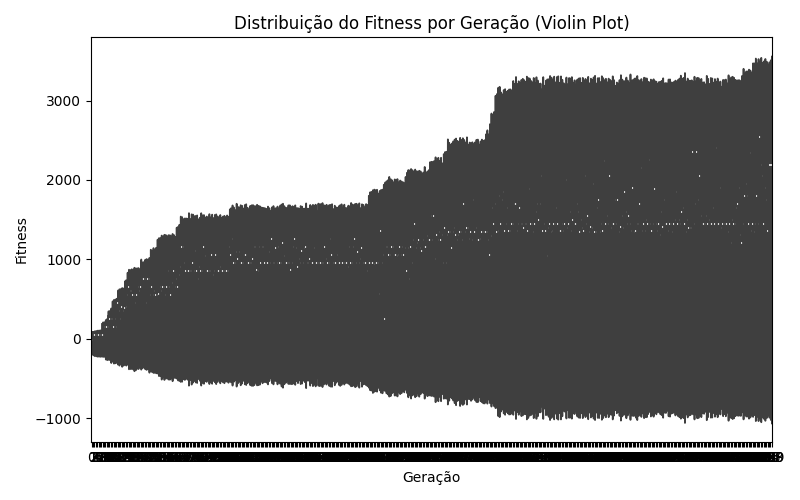 Distribuição do Fitness por Geração (Violin Plot)
Fitness
3000
2000
1000
0
−1000
Geração